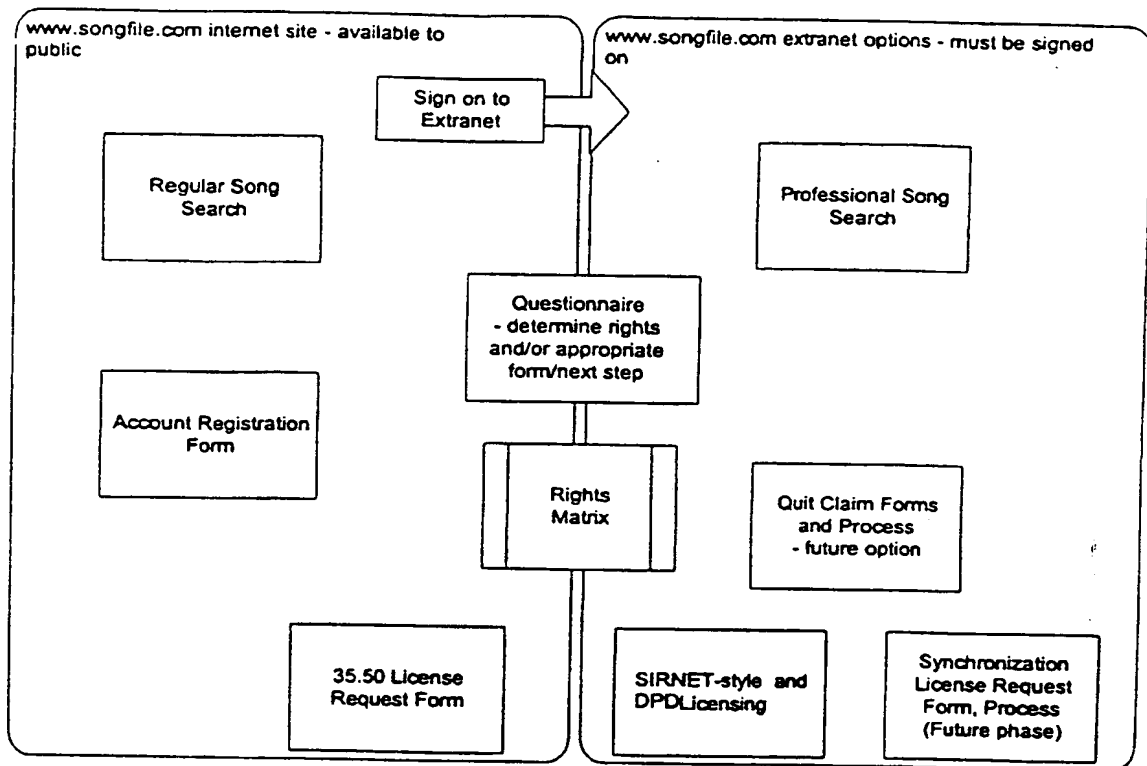 www.songfile.com internet site - available to
public
www.songfile.com extranet options - must be signed
on
Sign on to
Extranet
Regular Song
Search
Professional Song
Search
Questionnaire
- determine rights
and/or appropriate
form/next step
Account Registration
Form
Rights
Matrix
Quit Claim Forms
and Process
- future option
35.50 License
Request Form
SIRNET-style and
DPDLicensing
Synchronization
License Request
Form, Process
(Future phase)